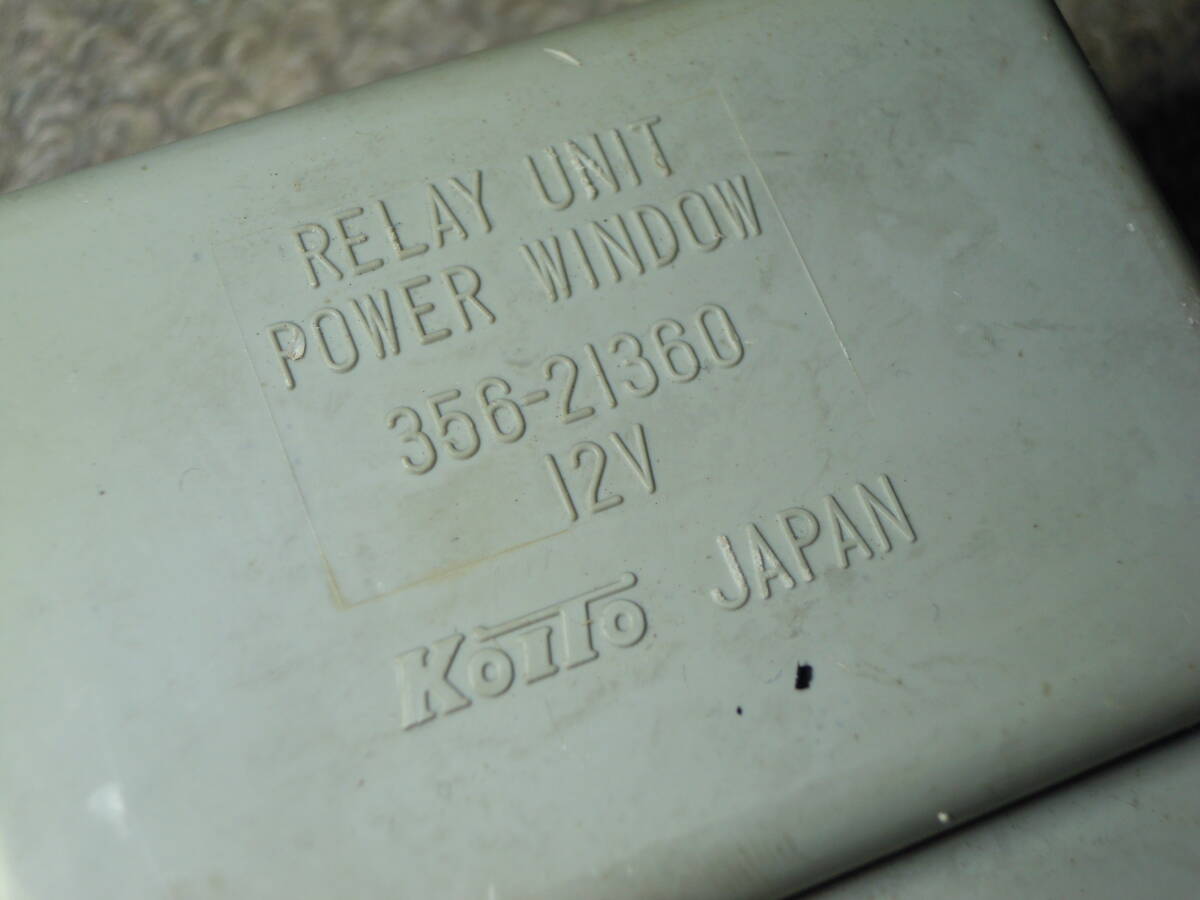 RELAY UNIT
POWER WINDOW
356-21360
12V
KOITO JAPAN